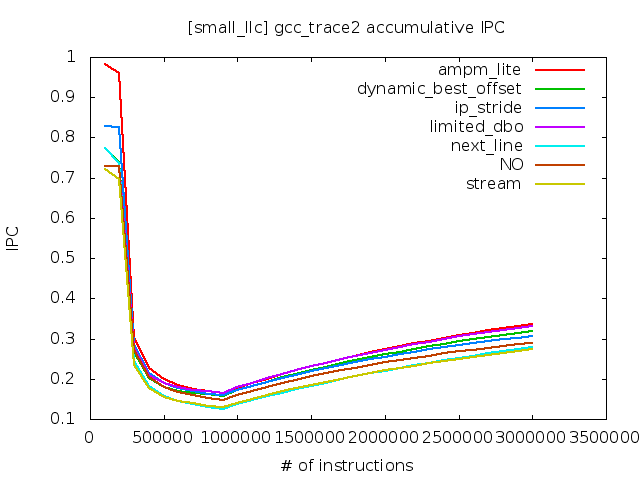 [small_llc] gcc_trace2 accumulative IPC
1
0.9
0.8
0.7
0.6
0.5
0.4
0.3
0.2
0.1
IPC
ampm_lite
dynamic_best_offset
ip_stride
limited_dbo
next_line
NO
stream
0 500000 1000000 1500000 2000000 2500000 3000000 3500000
# of instructions